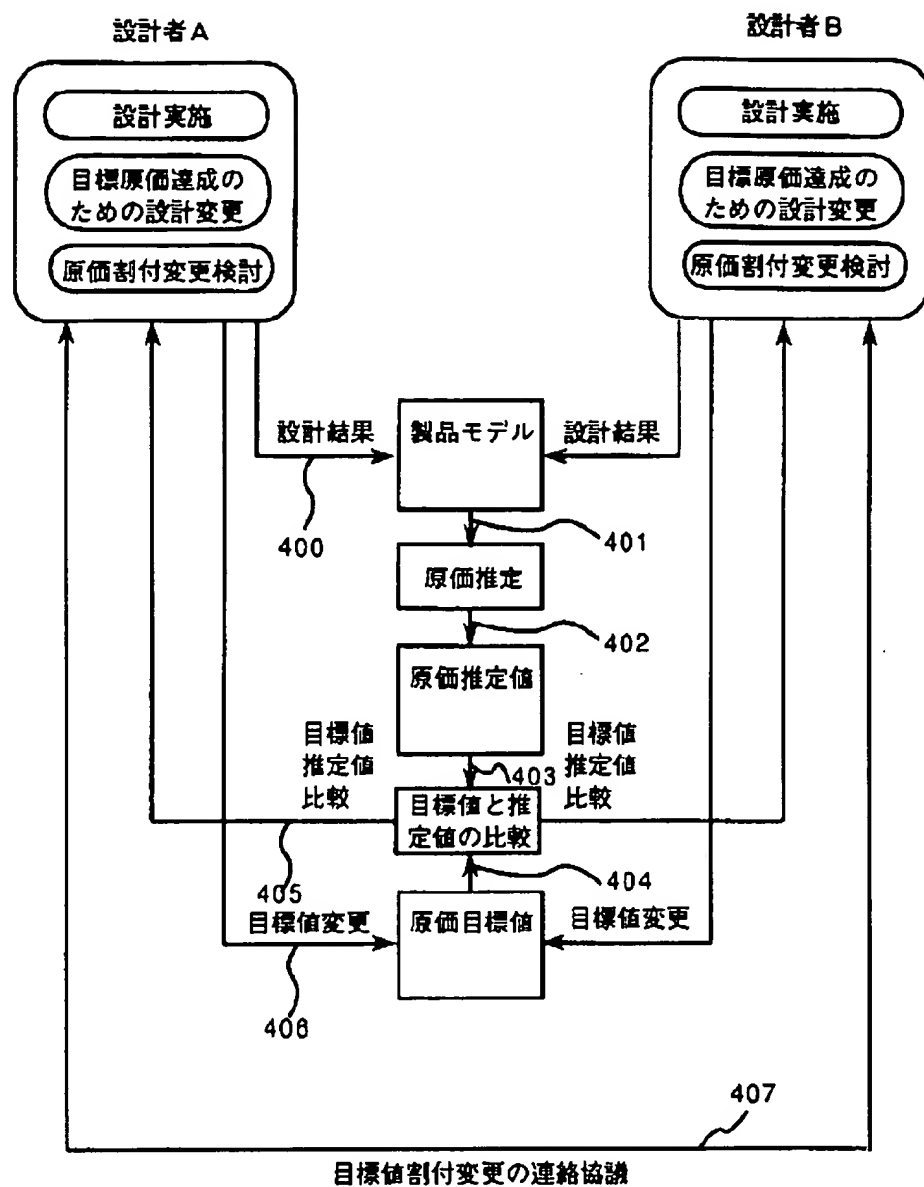 設計者A
設計者B
設計実施
目標原価達成の
ための設計変更
原価割付変更検討
設計実施
目標原価達成の
ための設計変更
原価割付変更検討
設計結果
製品モデル
設計結果
400
401
原価推定
402
原価推定値
目標値
推定値
比較
目標値
推定値
比較
403
目標値と推
定値の比較
404
405
目標値変更
原価目標値
目標値変更
406
407
目標値割付変更の連絡協議